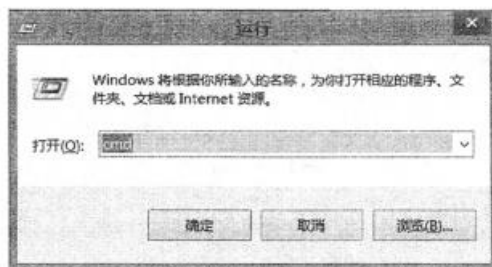 运行
Windows 将根据你所输入的名称，为你打开相应的程序、文
件夹、文档或 Internet 资源。
打开(O): cmd
确定 取消 浏览(B)...